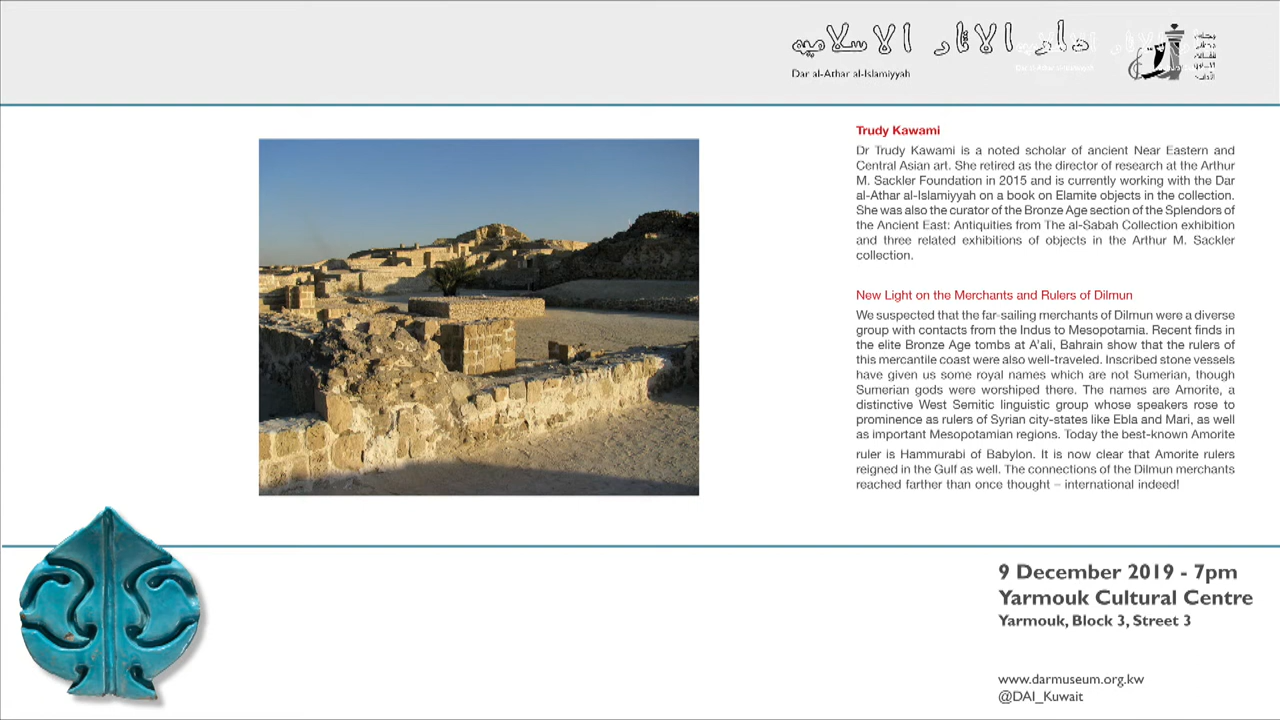 دار الاثار الاسلاميه
Dar al-Athar al-Islamiyyah
Trudy Kawami
Dr Trudy Kawami is a noted scholar of ancient Near Eastern and
Central Asian art. She retired as the director of research at the Arthur
M. Sackler Foundation in 2015 and is currently working with the Dar
al-Athar al-Islamiyyah on a book on Elamite objects in the collection.
She was also the curator of the Bronze Age section of the Splendors of
the Ancient East: Antiquities from The al-Sabah Collection exhibition
and three related exhibitions of objects in the Arthur M. Sackler
collection.
New Light on the Merchants and Rulers of Dilmun
We suspected that the far-sailing merchants of Dilmun were a diverse
group with contacts from the Indus to Mesopotamia. Recent finds in
the elite Bronze Age tombs at A'ali, Bahrain show that the rulers of
this mercantile coast were also well-traveled. Inscribed stone vessels
have given us some royal names which are not Sumerian, though
Sumerian gods were worshiped there. The names are Amorite, a
distinctive West Semitic linguistic group whose speakers rose to
prominence as rulers of Syrian city-states like Ebla and Mari, as well
as important Mesopotamian regions. Today the best-known Amorite
ruler is Hammurabi of Babylon. It is now clear that Amorite rulers
reigned in the Gulf as well. The connections of the Dilmun merchants
reached farther than once thought – international indeed!
9 December 2019 - 7pm
Yarmouk Cultural Centre
Yarmouk, Block 3, Street 3
www.darmuseum.org.kw
@DAI_Kuwait